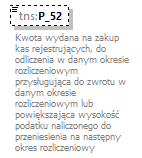 tns:P_52
Kwota wydana na zakup
kas rejestrujących, do
odliczenia w danym okresie
rozliczeniowym
przysługująca do zwrotu w
danym okresie
rozliczeniowym lub
powiększająca wysokość
podatku naliczonego do
przeniesienia na następny
okres rozliczeniowy